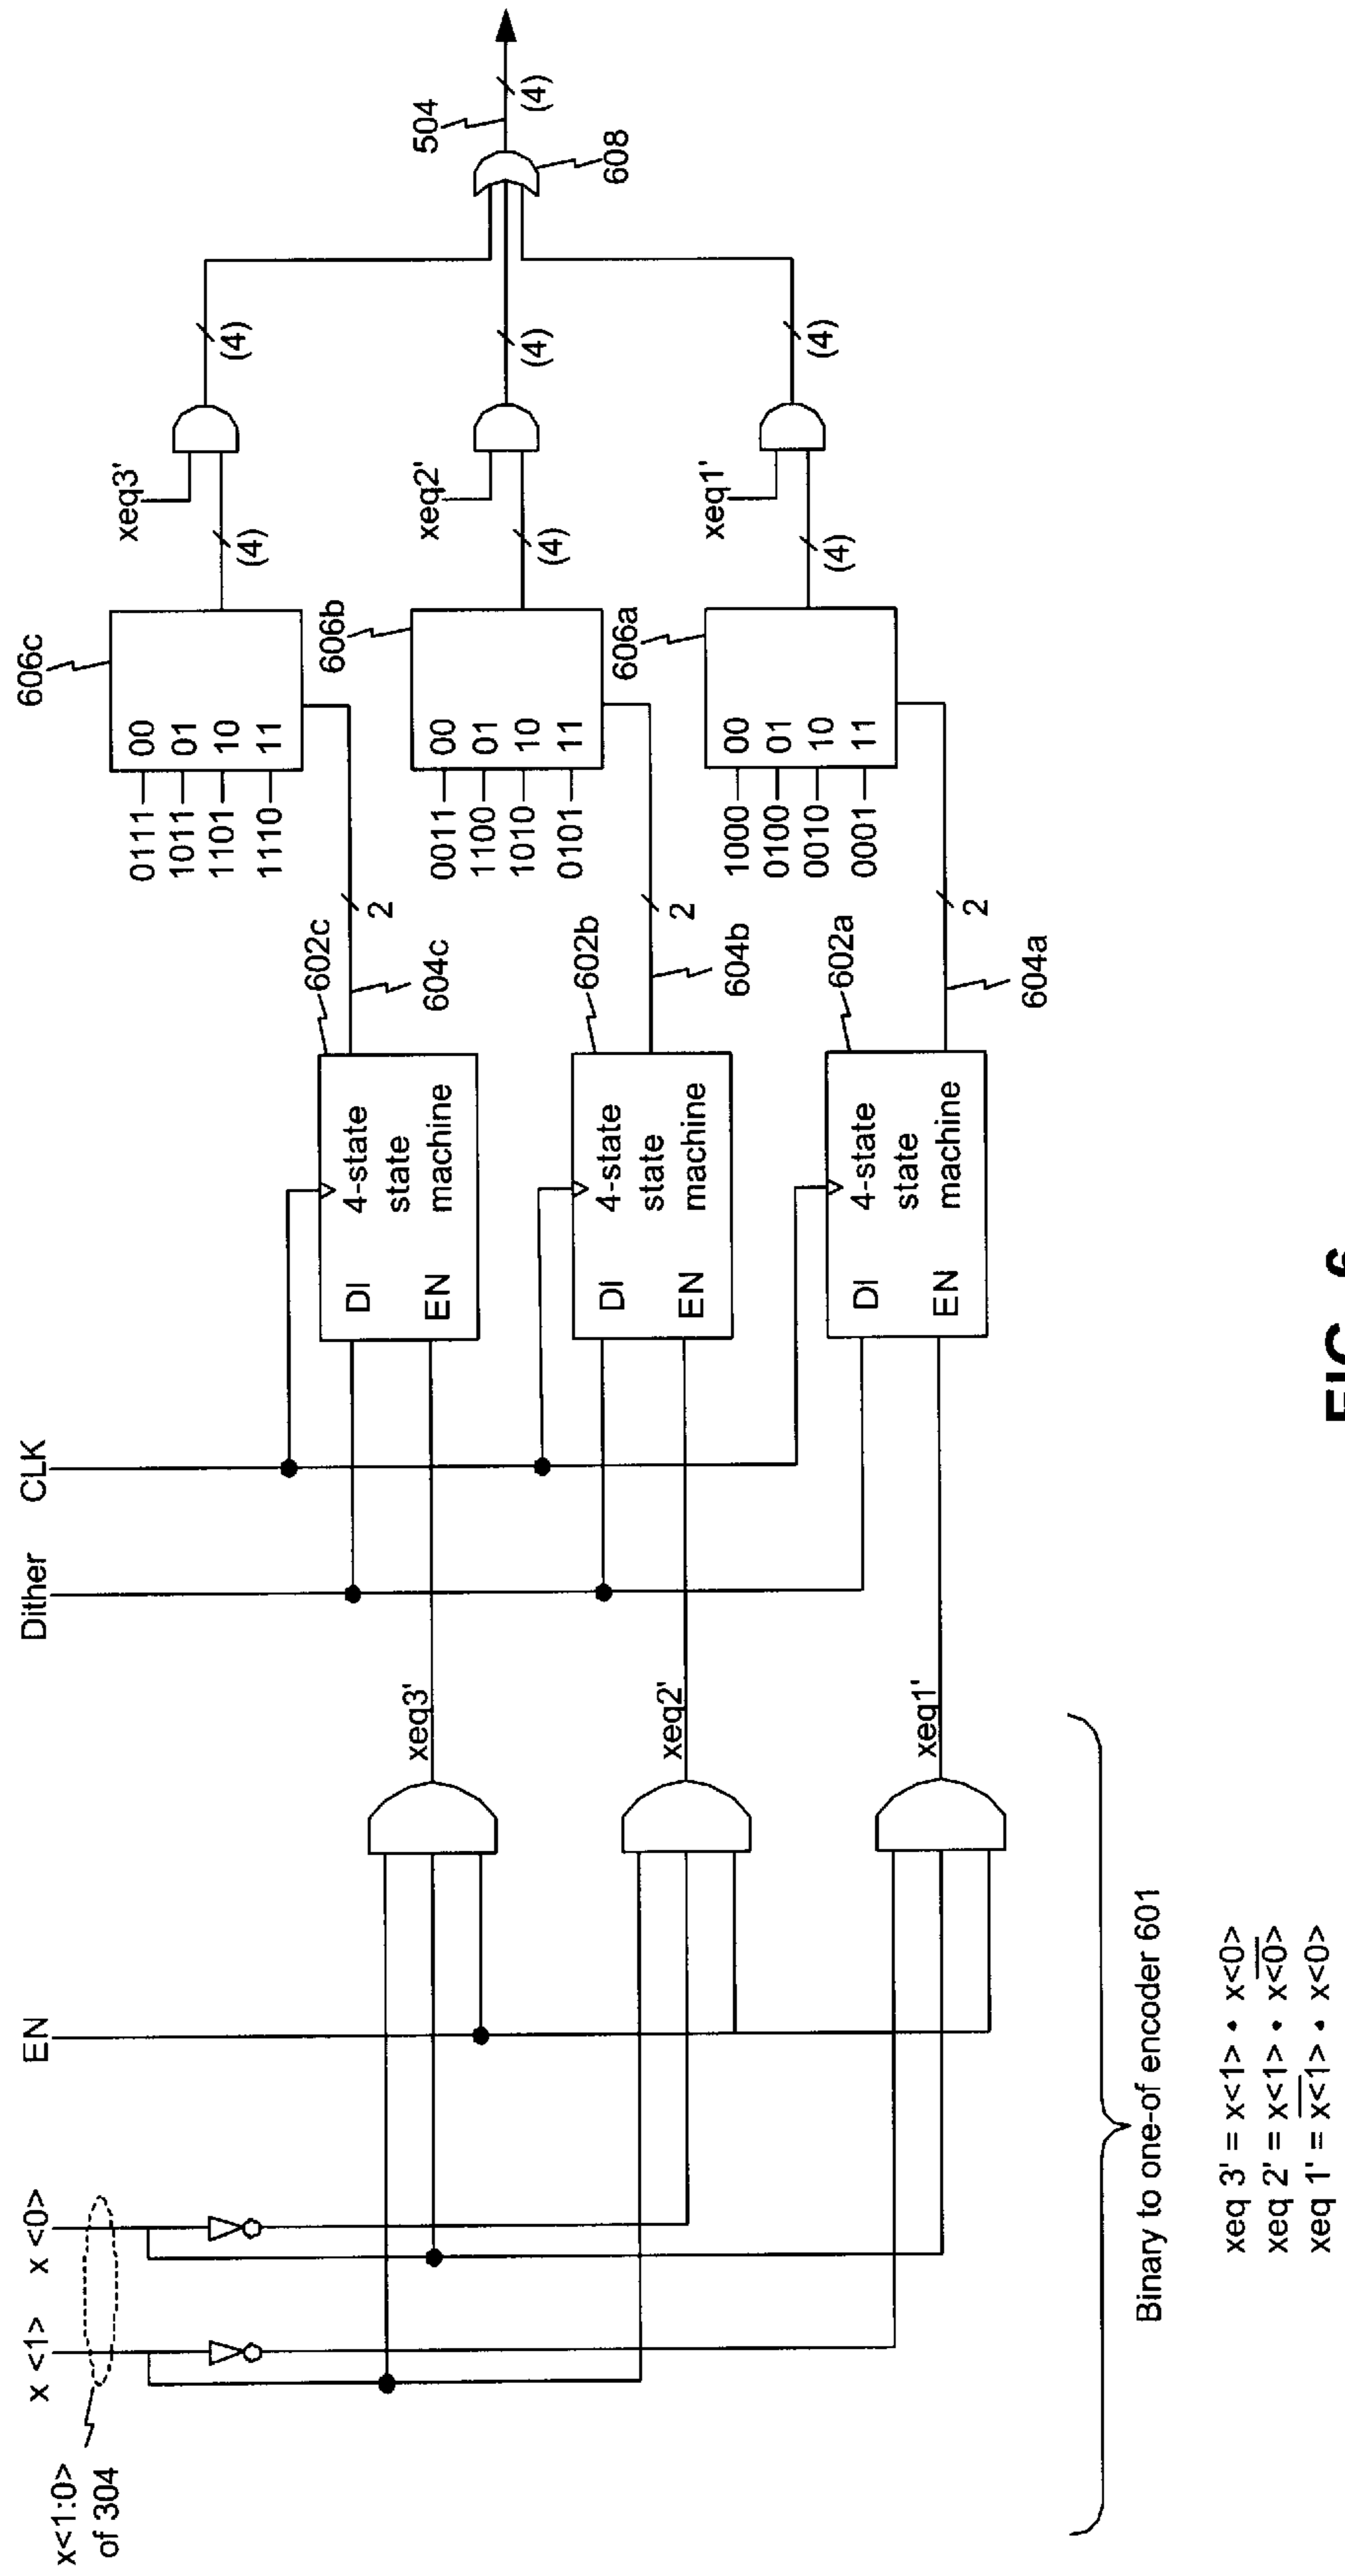 x<1:0>
of 304
x <1>
x <0>
EN
Dither
CLK
xeq3'
xeq2'
xeq1'
DI
EN
4-state
state
machine
602c
604c
2
DI
EN
4-state
state
machine
602b
604b
2
DI
EN
4-state
state
machine
602a
604a
2
0111 00
1011 01
1101 10
1110 11
606c
0011 00
1100 01
1010 10
0101 11
606b
1000 00
0100 01
0010 10
0001 11
606a
(4)
(4)
(4)
xeq3'
xeq2'
xeq1'
(4)
(4)
(4)
504
608
(4)
Binary to one-of encoder 601
xeq 3' = x<1> • x<0>
xeq 2' = x<1> • x<0̅>
xeq 1' = x<1̅> • x<0>